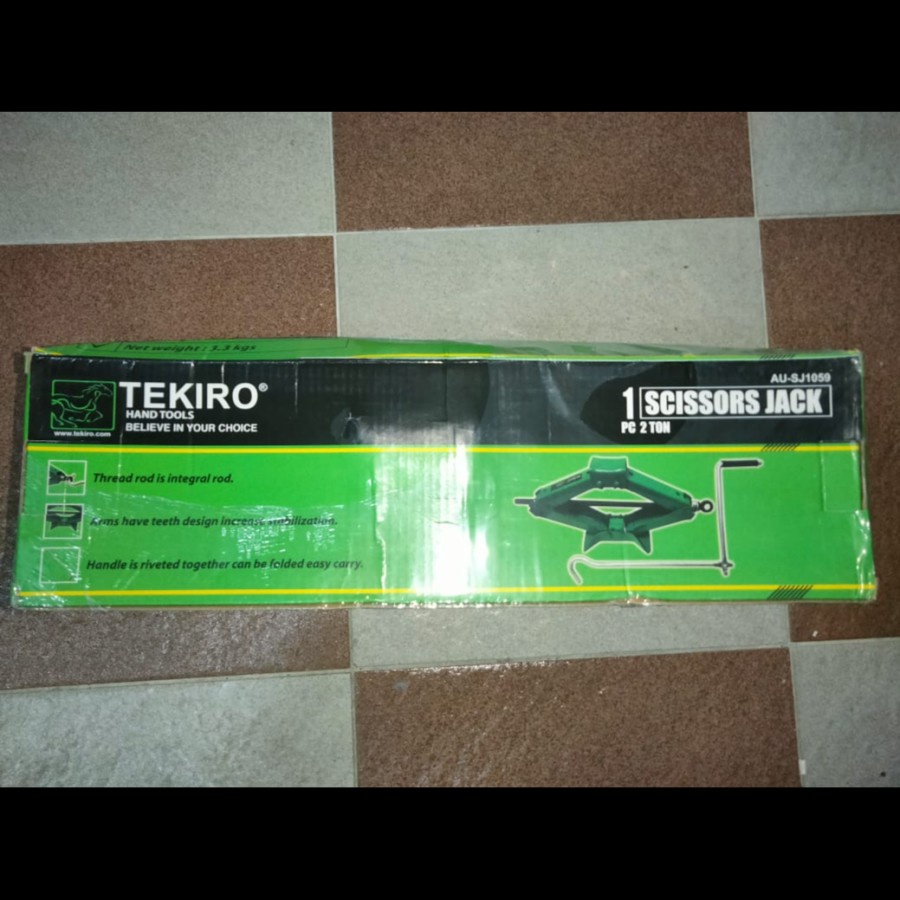 Net weight : 3.3 kgs
AU-SJ1059
TEKIRO®
HAND TOOLS
BELIEVE IN YOUR CHOICE
www.tekiro.com
1 SCISSORS JACK
PC 2 TON
Thread rod is integral rod.
Arms have teeth design increase stabilization.
Handle is riveted together can be folded easy carry.